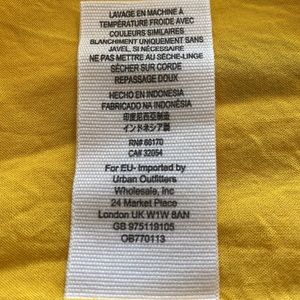 LAVAGE EN MACHINE A
TEMPÉRATURE FROIDE AVEC
COULEURS SIMILAIRES
BLANCHIMENT UNIQUEMENT SANS
JAVEL, SI NÉCESSAIRE
NE PAS METTRE AU SÈCHE-LINGE
SÉCHER SUR CORDE
REPASSAGE DOUX
HECHO EN INDONESIA
FABRICADO NA INDONÉSIA
印度尼西亞制造
インドネシア製
RN# 66170
CA# 32054
For EU- Imported by
Urban Outfitters
Wholesale, Inc
24 Market Place
London UK W1W 8AN
GB 975119105
OB770113